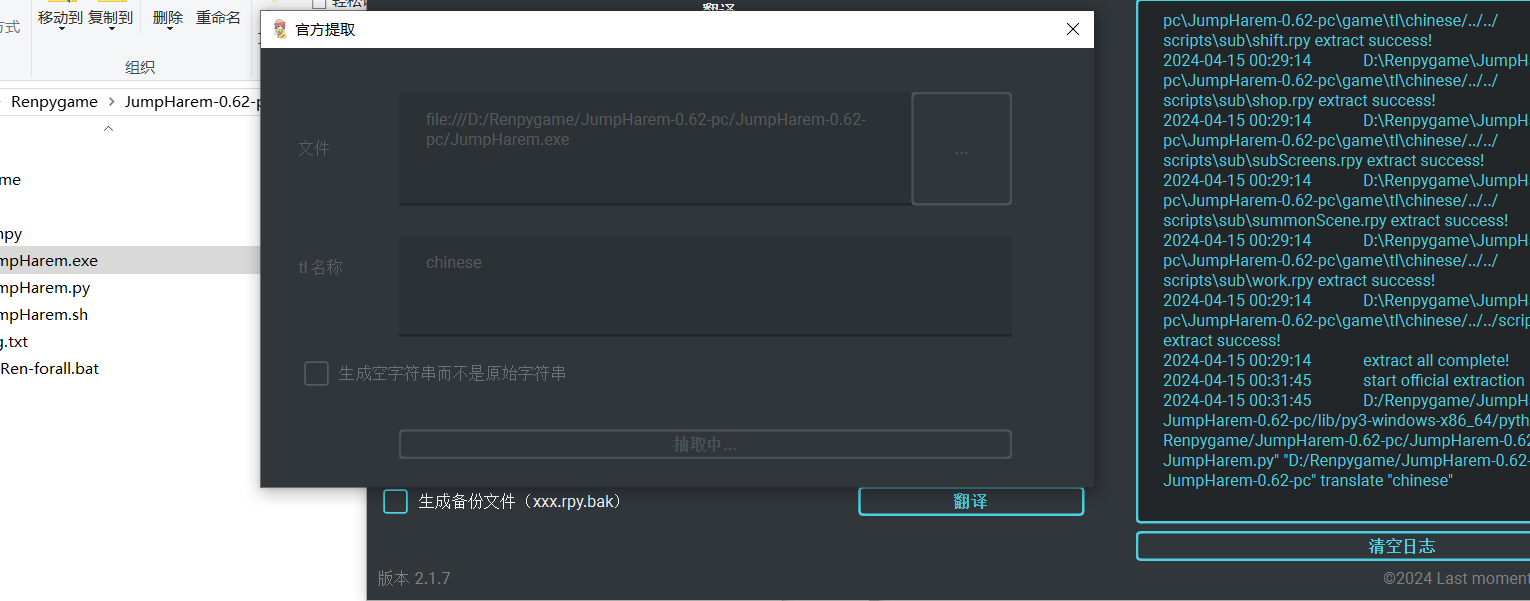 翻译
方式
移动到 复制到
删除 重命名
组织
Renpygame > JumpHarem-0.62-p
me
npy
mpHarem.exe
mpHarem.py
mpHarem.sh
g.txt
Ren-forall.bat
官方提取
文件
file:///D:/Renpygame/JumpHarem-0.62-pc/JumpHarem-0.62-
pc/JumpHarem.exe
...
tl 名称
chinese
生成空字符串而不是原始字符串
抽取中...
生成备份文件（xxx.rpy.bak）
翻译
版本 2.1.7
pc\JumpHarem-0.62-pc\game\tl\chinese/../../
scripts\sub\shift.rpy extract success!
2024-04-15 00:29:14 D:\Renpygame\JumpH
pc\JumpHarem-0.62-pc\game\tl\chinese/../../
scripts\sub\shop.rpy extract success!
2024-04-15 00:29:14 D:\Renpygame\JumpH
pc\JumpHarem-0.62-pc\game\tl\chinese/../../
scripts\sub\subScreens.rpy extract success!
2024-04-15 00:29:14 D:\Renpygame\JumpH
pc\JumpHarem-0.62-pc\game\tl\chinese/../../
scripts\sub\summonScene.rpy extract success!
2024-04-15 00:29:14 D:\Renpygame\JumpH
pc\JumpHarem-0.62-pc\game\tl\chinese/../../
scripts\sub\work.rpy extract success!
2024-04-15 00:29:14 D:\Renpygame\JumpH
pc\JumpHarem-0.62-pc\game\tl\chinese/../../scrip
extract success!
2024-04-15 00:29:14 extract all complete!
2024-04-15 00:31:45 start official extraction
2024-04-15 00:31:45 D:/Renpygame/JumpHa
JumpHarem-0.62-pc/lib/py3-windows-x86_64/pyth
Renpygame/JumpHarem-0.62-pc/JumpHarem-0.62
JumpHarem.py" "D:/Renpygame/JumpHarem-0.62-
JumpHarem-0.62-pc" translate "chinese"
清空日志
©2024 Last moment